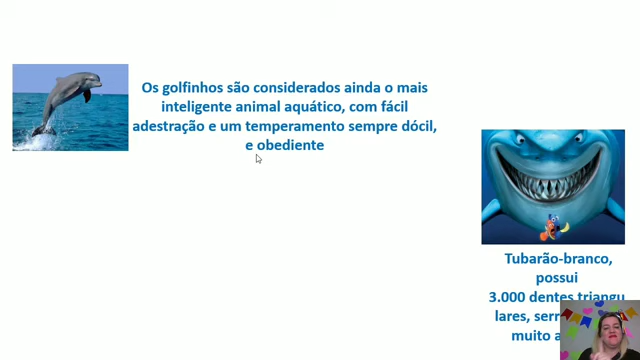 Os golfinhos são considerados ainda o mais
inteligente animal aquático, com fácil
adestração e um temperamento sempre dócil,
e obediente
Tubarão-branco,
possui
3.000 dentes triangu
lares, serr
muito a